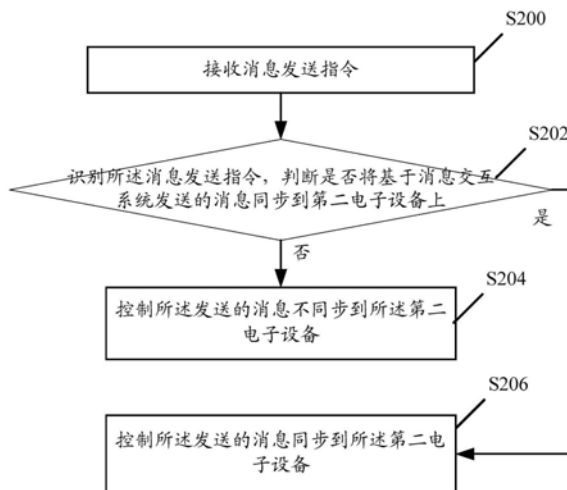 S200
接收消息发送指令
S202
识别所述消息发送指令，判断是否将基于消息交互
系统发送的消息同步到第二电子设备上
是
否
S204
控制所述发送的消息不同步到所述第二
电子设备
S206
控制所述发送的消息同步到所述第二电
子设备